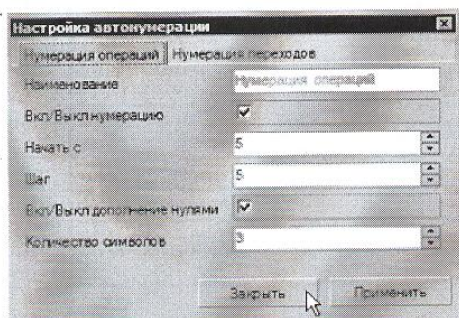 Настройка автонумерации
Нумерация операций Нумерация переходов
Наименование Нумерация операций
Вкл/Выкл нумерацию
Начать с 5
Шаг 5
Вкл/Выкл дополнение нулями
Количество символов 3
Закрыть Применить